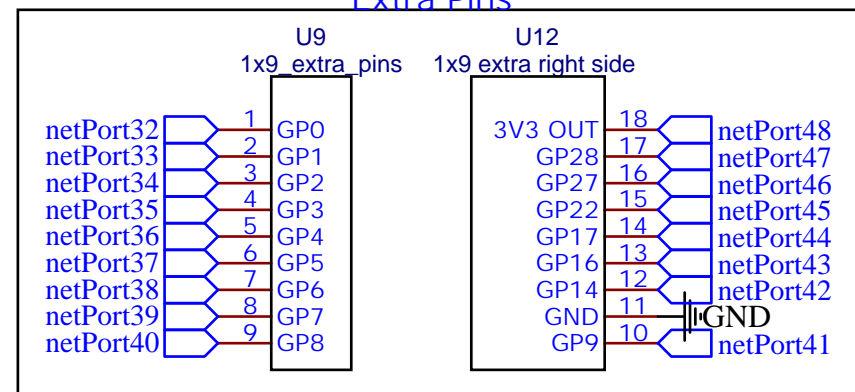 Extra Pins
U9
1x9_extra_pins
netPort32 1 GP0
netPort33 2 GP1
netPort34 3 GP2
netPort35 4 GP3
netPort36 5 GP4
netPort37 6 GP5
netPort38 7 GP6
netPort39 8 GP7
netPort40 9 GP8
U12
1x9 extra right side
3V3 OUT 18 netPort48
GP28 17 netPort47
GP27 16 netPort46
GP22 15 netPort45
GP17 14 netPort44
GP16 13 netPort43
GP14 12 netPort42
GND 11 GND
GP9 10 netPort41